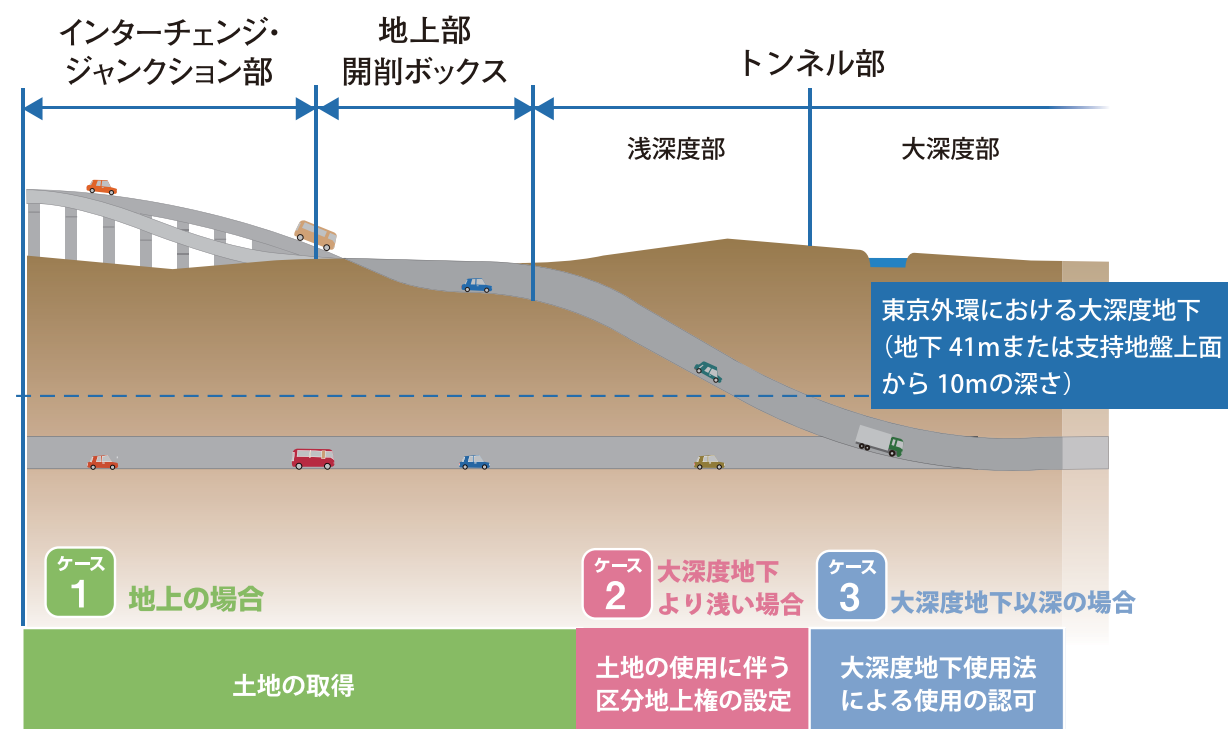 インターチェンジ・
ジャンクション部
地上部
開削ボックス
トンネル部
浅深度部
大深度部
東京外環における大深度地下
（地下 41mまたは支持地盤上面
から 10mの深さ）
ケース
1
地上の場合
ケース
2
大深度地下
より浅い場合
ケース
3
大深度地下以深の場合
土地の取得
土地の使用に伴う
区分地上権の設定
大深度地下使用法
による使用の認可